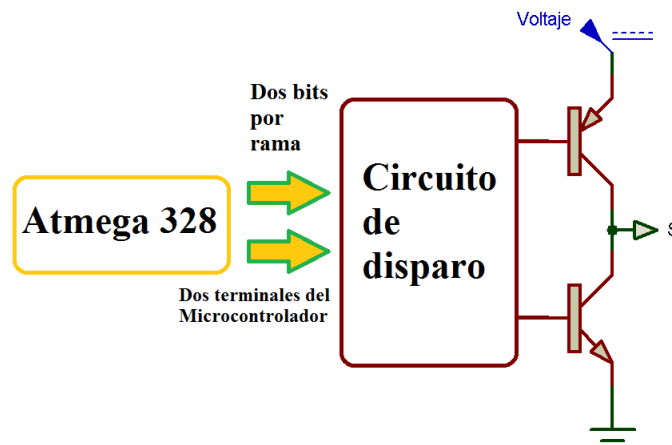 Voltaje
Dos bits
por
rama
Atmega 328
Circuito
de
disparo
Dos terminales del
Microcontrolador